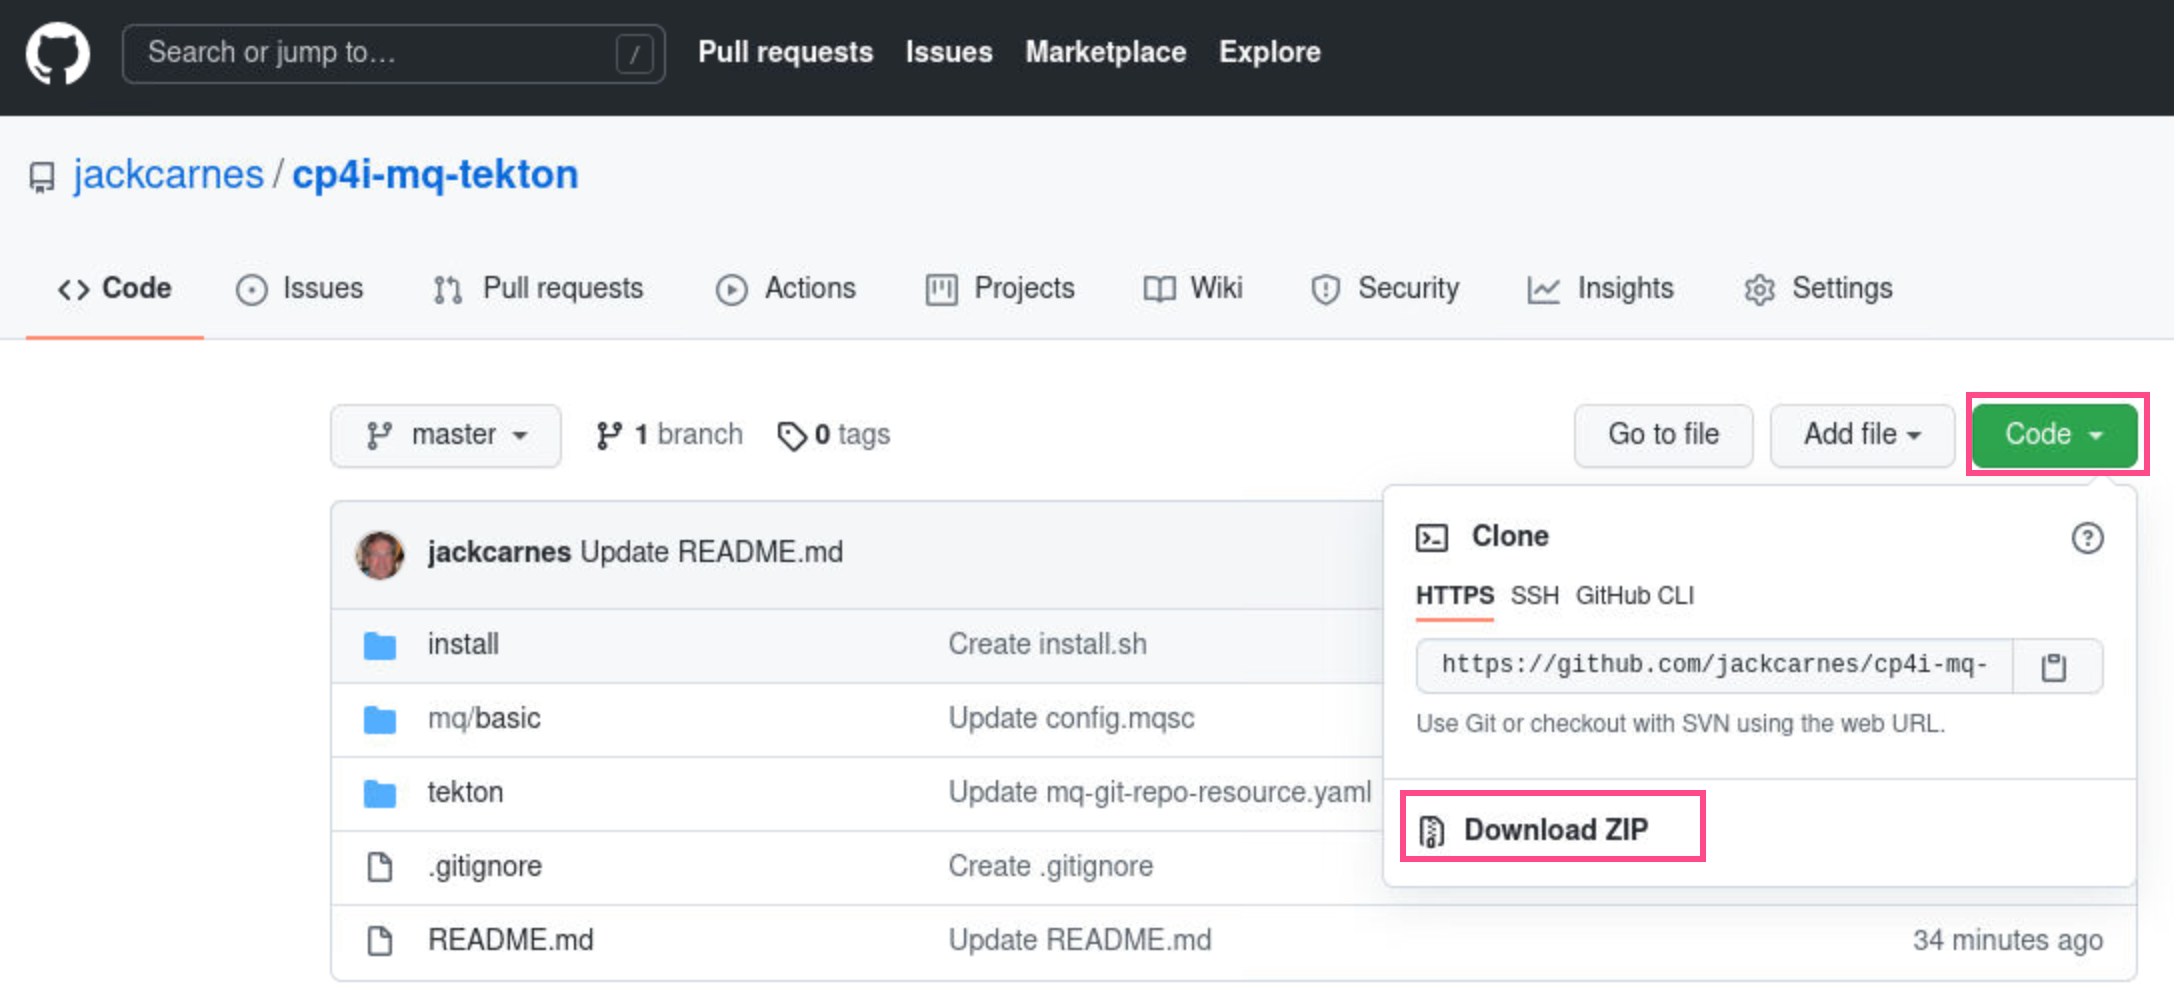 Search or jump to... / Pull requests Issues Marketplace Explore
jackcarnes / cp4i-mq-tekton
<> Code Issues Pull requests Actions Projects Wiki Security Insights Settings
master 1 branch 0 tags Go to file Add file Code
jackcarnes Update README.md
install Create install.sh
mq/basic Update config.mqsc
tekton Update mq-git-repo-resource.yaml
.gitignore Create .gitignore
README.md Update README.md 34 minutes ago
Clone ?
HTTPS SSH GitHub CLI
https://github.com/jackcarnes/cp4i-mq-
Use Git or checkout with SVN using the web URL.
Download ZIP